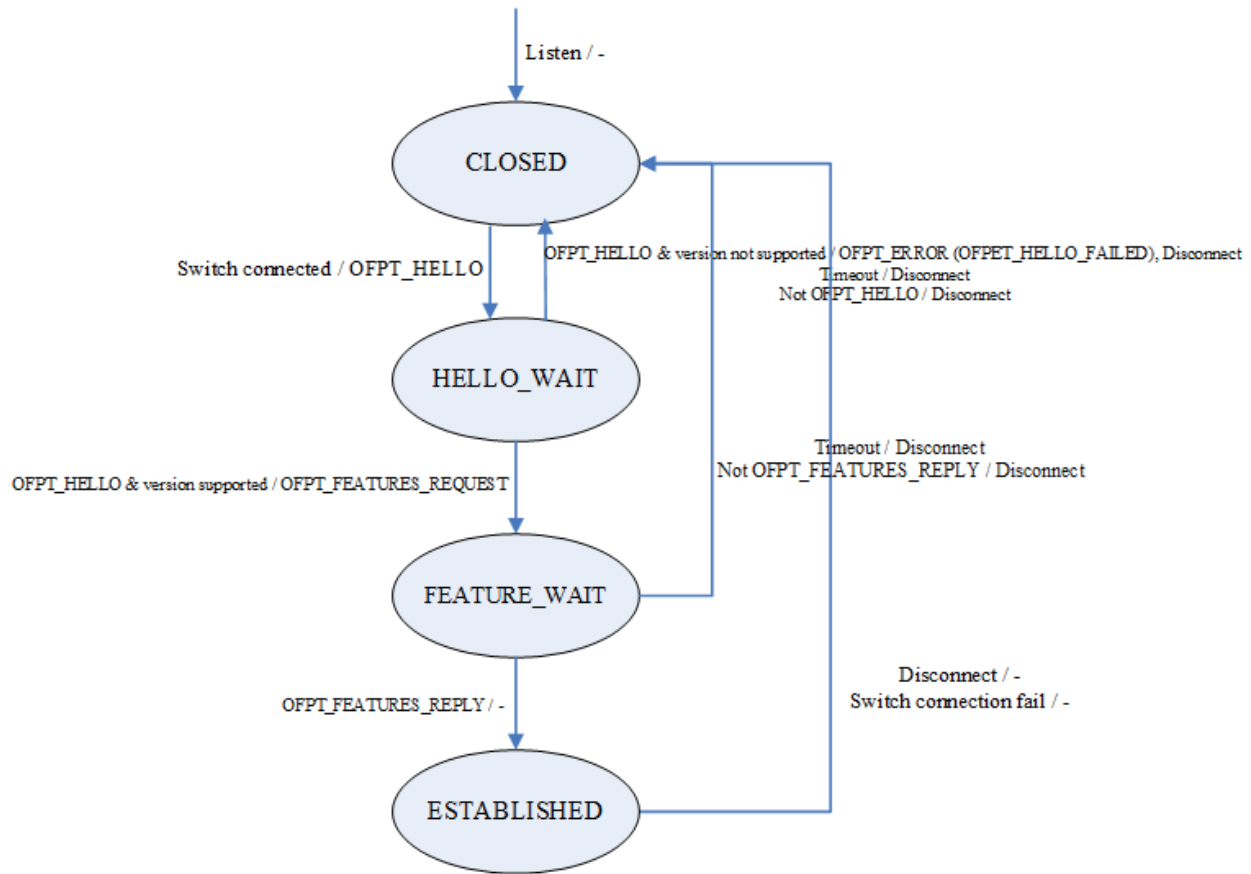 Listen / -
CLOSED
Switch connected / OFPT_HELLO
OFPT_HELLO & version not supported / OFPT_ERROR (OFPET_HELLO_FAILED), Disconnect
Timeout / Disconnect
Not OFPT_HELLO / Disconnect
HELLO_WAIT
OFPT_HELLO & version supported / OFPT_FEATURES_REQUEST
Timeout / Disconnect
Not OFPT_FEATURES_REPLY / Disconnect
FEATURE_WAIT
OFPT_FEATURES_REPLY / -
Disconnect / -
Switch connection fail / -
ESTABLISHED